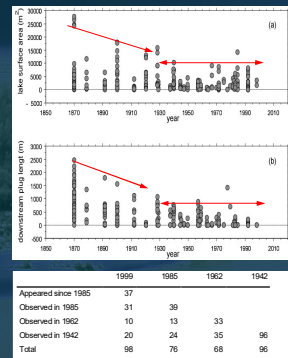 lake surface area (m²)
30000
25000
20000
15000
10000
5000
0
- 5000
(a)
1850 1870 1890 1910 1930 1950 1970 1990 2010
year
downstream plug lengt (m)
3000
2500
2000
1500
1000
500
0
-500
(b)
1850 1870 1890 1910 1930 1950 1970 1990 2010
year
1999 1985 1962 1942
Appeared since 1985 37
Observed in 1985 31 39
Observed in 1962 10 13 33
Observed in 1942 20 24 35 96
Total 98 76 68 96